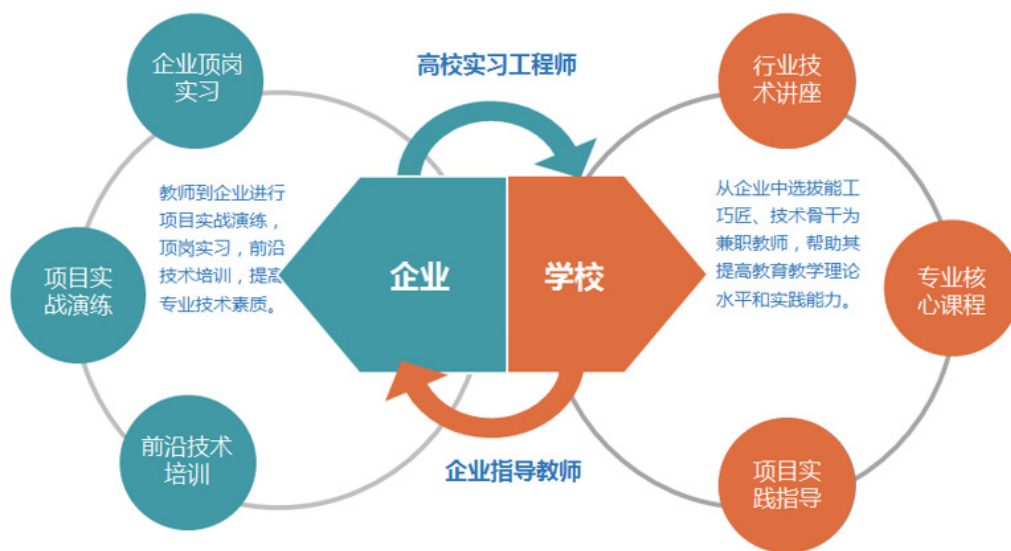 企业顶岗
实习
项目实
战演练
前沿技术
培训
教师到企业进行
项目实战演练，
顶岗实习，前沿
技术培训，提高
专业技术素质。
高校实习工程师
企业
学校
企业指导教师
从企业中选拔能工
巧匠、技术骨干为
兼职教师，帮助其
提高教育教学理论
水平和实践能力。
行业技
术讲座
专业核
心课程
项目实
践指导